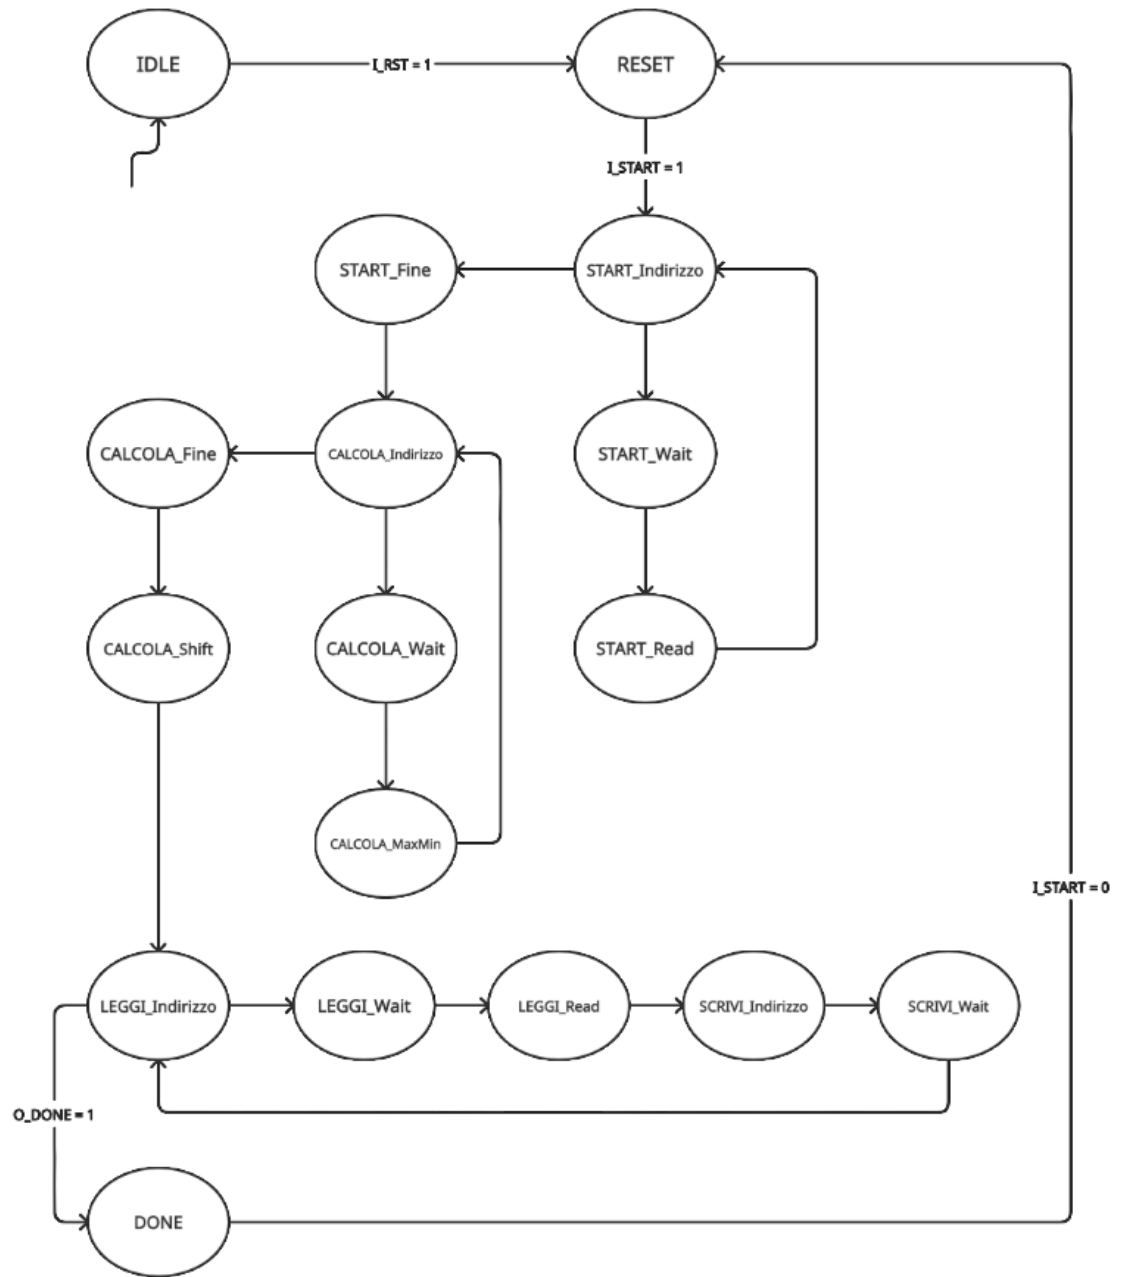 IDLE
I_RST = 1
RESET
I_START = 1
START_Fine
START_Indirizzo
CALCOLA_Fine
CALCOLA_Indirizzo
START_Wait
CALCOLA_Shift
CALCOLA_Wait
START_Read
CALCOLA_MaxMin
I_START = 0
LEGGI_Indirizzo
LEGGI_Wait
LEGGI_Read
SCRIVI_Indirizzo
SCRIVI_Wait
O_DONE = 1
DONE